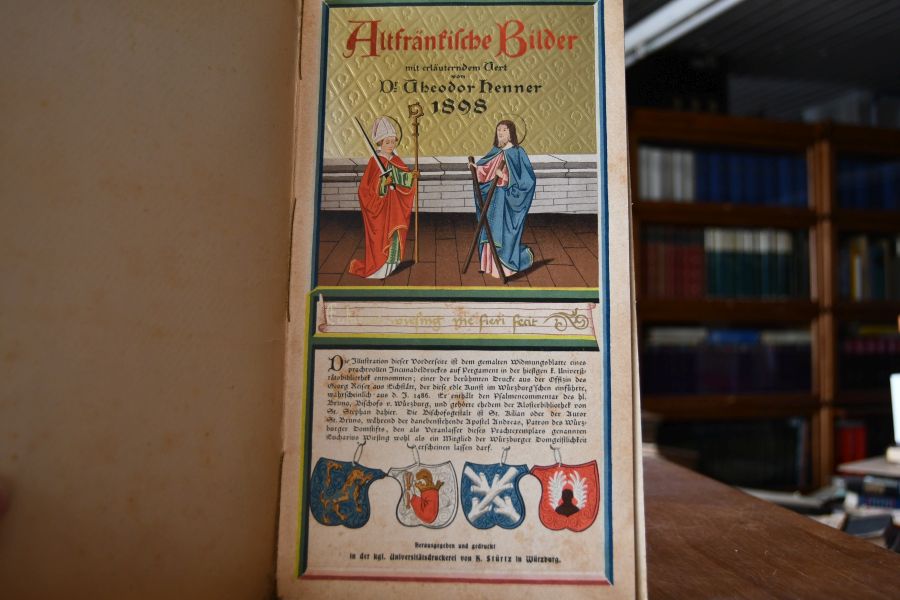 Altfränkische Bilder
mit erläuterndem Text
von
Dr Theodor Henner
1898
me fieri fecit
Die Illustration dieser Vorderseite ist dem gemalten Widmungsblatte eines
prachtvollen Incunabeldruckes auf Pergament in der hiesigen k. Universi-
tätsbibliothek entnommen; einer der berühmten Drucke aus der Offizin des
Georg Reiser aus Eichstätt, der diese edle Kunst im Würzburg'schen einführte,
wahrscheinlich aus d. J. 1486. Er enthält den Psalmencommentar des hl.
Bruno, Bischofs v. Würzburg, und gehörte ehedem der Klosterbibliothek von
St. Stephan dahier. Die Bischofsgestalt ist St. Kilian oder der Autor
St. Bruno, während der danebenstehende Apostel Andreas, Patron des Würz-
burger Domstifts, den als Veranlasser dieses Prachtexemplars genannten
Eucharius Wiesing wohl als ein Mitglied der Würzburger Domgeistlichkeit
erscheinen lassen darf.
Herausgegeben und gedruckt
in der kgl. Universitätsdruckerei von H. Stürtz in Würzburg.